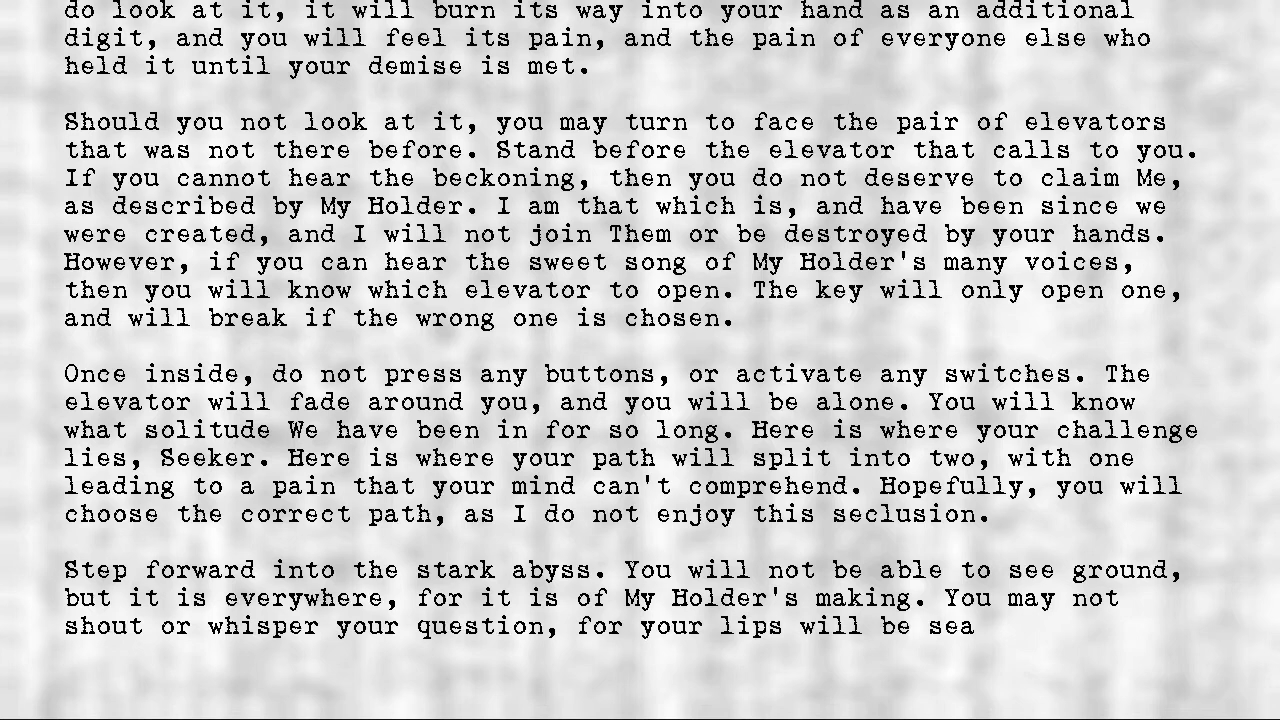 do look at it, it will burn its way into your hand as an additional
digit, and you will feel its pain, and the pain of everyone else who
held it until your demise is met.
Should you not look at it, you may turn to face the pair of elevators
that was not there before. Stand before the elevator that calls to you.
If you cannot hear the beckoning, then you do not deserve to claim Me,
as described by My Holder. I am that which is, and have been since we
were created, and I will not join Them or be destroyed by your hands.
However, if you can hear the sweet song of My Holder's many voices,
then you will know which elevator to open. The key will only open one,
and will break if the wrong one is chosen.
Once inside, do not press any buttons, or activate any switches. The
elevator will fade around you, and you will be alone. You will know
what solitude We have been in for so long. Here is where your challenge
lies, Seeker. Here is where your path will split into two, with one
leading to a pain that your mind can't comprehend. Hopefully, you will
choose the correct path, as I do not enjoy this seclusion.
Step forward into the stark abyss. You will not be able to see ground,
but it is everywhere, for it is of My Holder's making. You may not
shout or whisper your question, for your lips will be sea